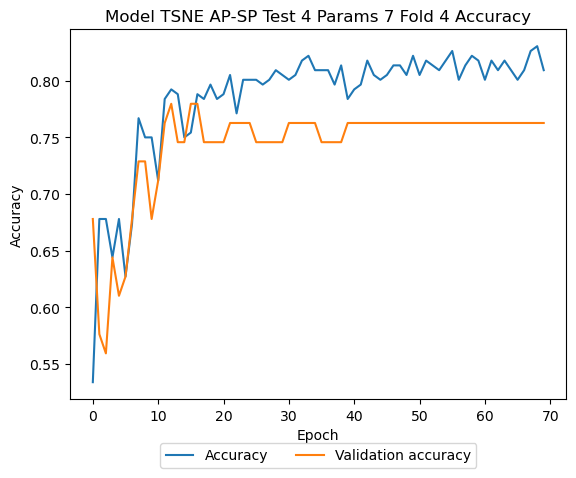 Model TSNE AP-SP Test 4 Params 7 Fold 4 Accuracy
Accuracy
0.80
0.75
0.70
0.65
0.60
0.55
0 10 20 30 40 50 60 70
Epoch
Accuracy Validation accuracy